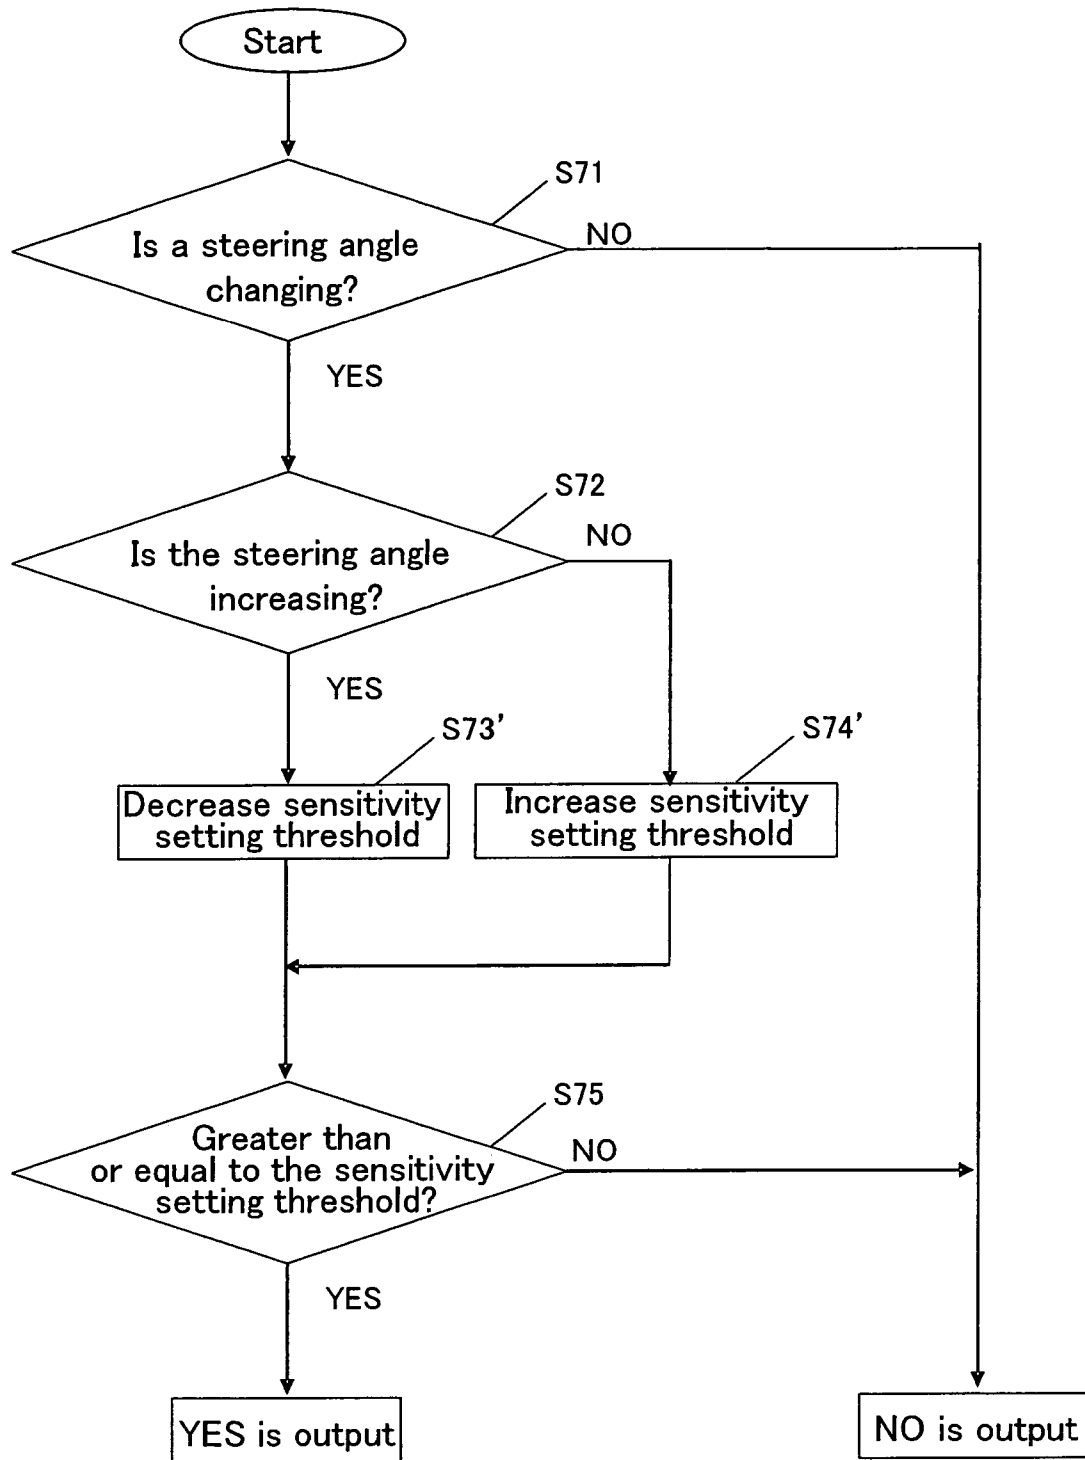 Start
S71
NO
Is a steering angle
changing?
YES
S72
NO
Is the steering angle
increasing?
YES
S73'
S74'
Decrease sensitivity
setting threshold
Increase sensitivity
setting threshold
S75
NO
Greater than
or equal to the sensitivity
setting threshold?
YES
YES is output
NO is output